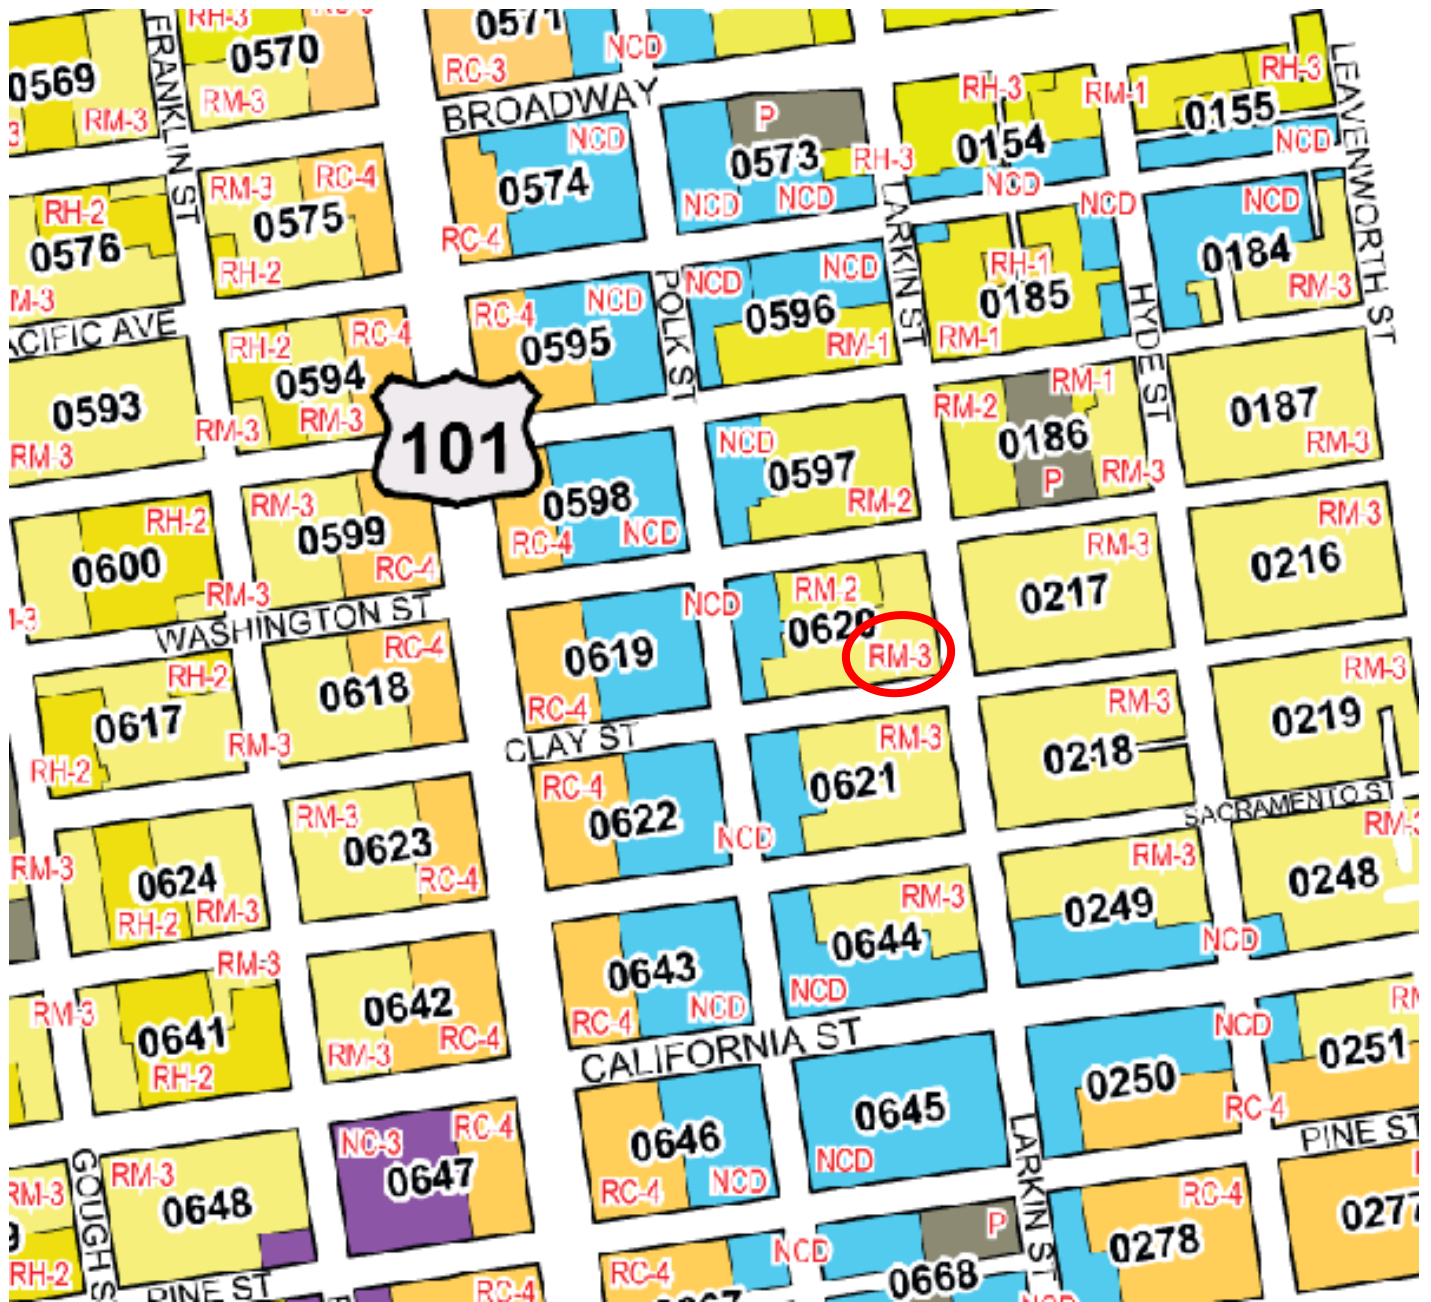 RH-3
0570
RM-3
0569
RM-3
FRANKLIN ST
0571
NCD
RC-3
BROADWAY
NCD
0574
RC-4
P
0573
RH-3
NCD
NCD
RH-3
RM-1
0154
NCD
RH-3
0155
NCD
LEAVENWORTH ST
RH-2
0576
M-3
RM-3
RC-4
0575
RH-2
ACIFIC AVE
LARKIN ST
NCD
NCD
0184
RM-3
RH-1
0185
RM-1
HYDE ST
NCD
RC-4
0595
POLK ST
NCD
NCD
0596
RM-1
0593
RM-3
RH-2
RC-4
0594
RM-3
RM-3
101
RM-2
RM-1
0186
P
RM-3
0187
RM-3
NCD
0597
RM-2
0598
RC-4
NCD
RM-3
0599
RC-4
RH-2
0600
RM-3
WASHINGTON ST
RM-3
0217
RM-3
0216
NCD
RM-2
0620
RM-3
0619
RC-4
CLAY ST
RC-4
0618
RM-3
RH-2
0617
RH-2
RM-3
0218
RM-3
0219
SACRAMENTO ST
RM-3
0621
NCD
RC-4
0622
RM-3
0623
RC-4
RM-3
0624
RH-2
RM-3
RM-3
0249
NCD
RM-3
0248
RM-3
0644
NCD
0643
RC-4
NCD
CALIFORNIA ST
0642
RM-3
RC-4
RM-3
RM-3
0641
RH-2
NCD
0250
RC-4
0251
PINE ST
0645
NCD
0646
RC-4
NCD
LARKIN ST
NC-3
RC-4
0647
RM-3
0648
GOUGH S
RM-3
RH-2
PINE ST
RC-4
RC-4
NCD
P
0668
NCD
RC-4
0278
0277